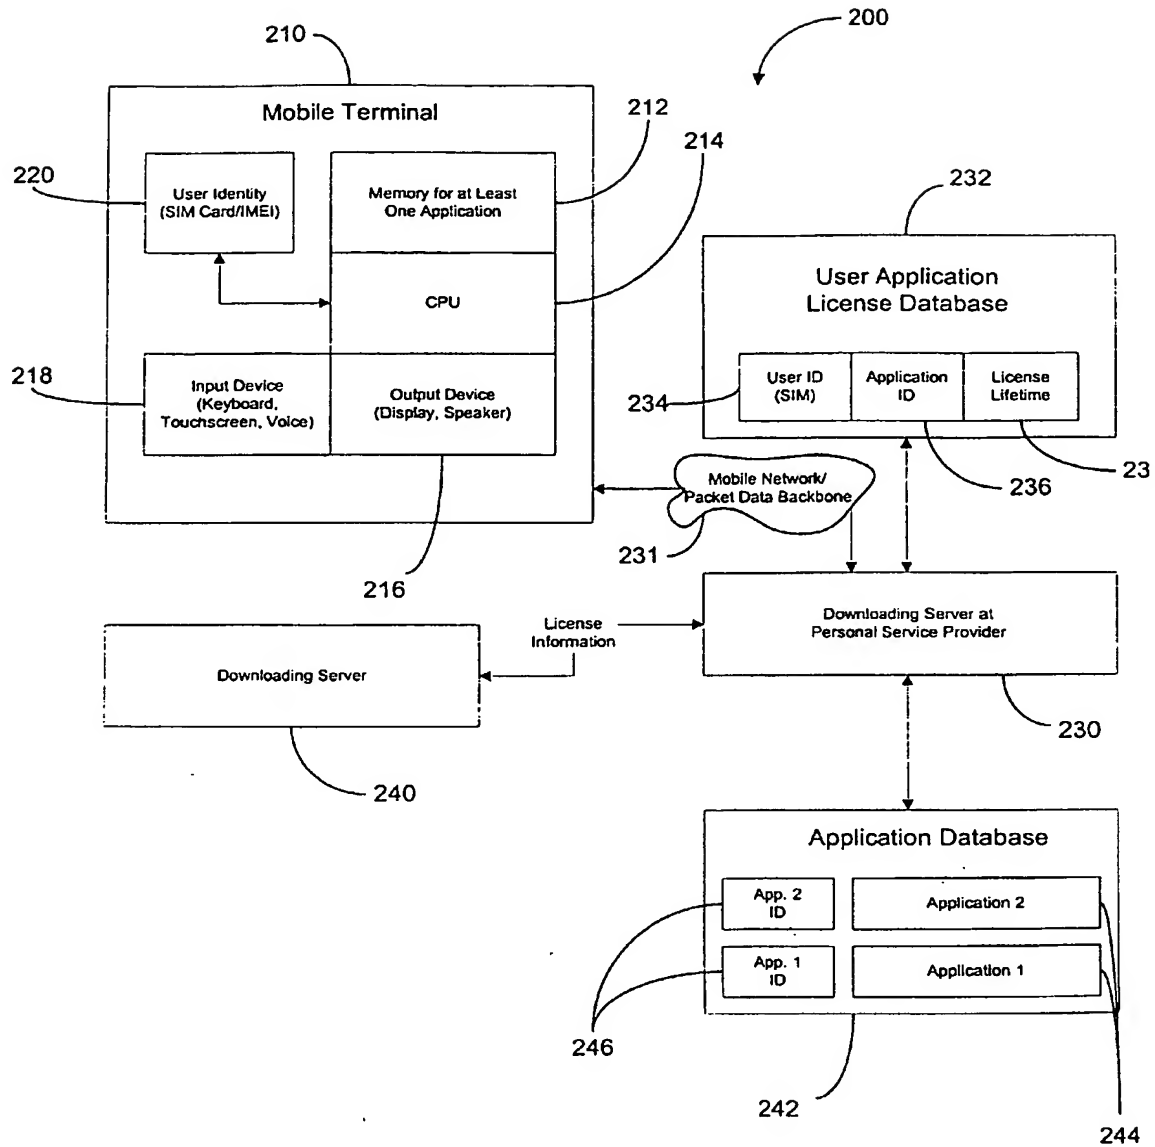 200
210
Mobile Terminal
212
214
220
User Identity
(SIM Card/IMEI)
Memory for at Least
One Application
CPU
218
Input Device
(Keyboard,
Touchscreen, Voice)
Output Device
(Display, Speaker)
216
232
User Application
License Database
234
User ID
(SIM)
Application
ID
License
Lifetime
236
23
Mobile Network/
Packet Data Backbone
231
Downloading Server
240
License
Information
Downloading Server at
Personal Service Provider
230
Application Database
App. 2
ID
Application 2
App. 1
ID
Application 1
246
242
244